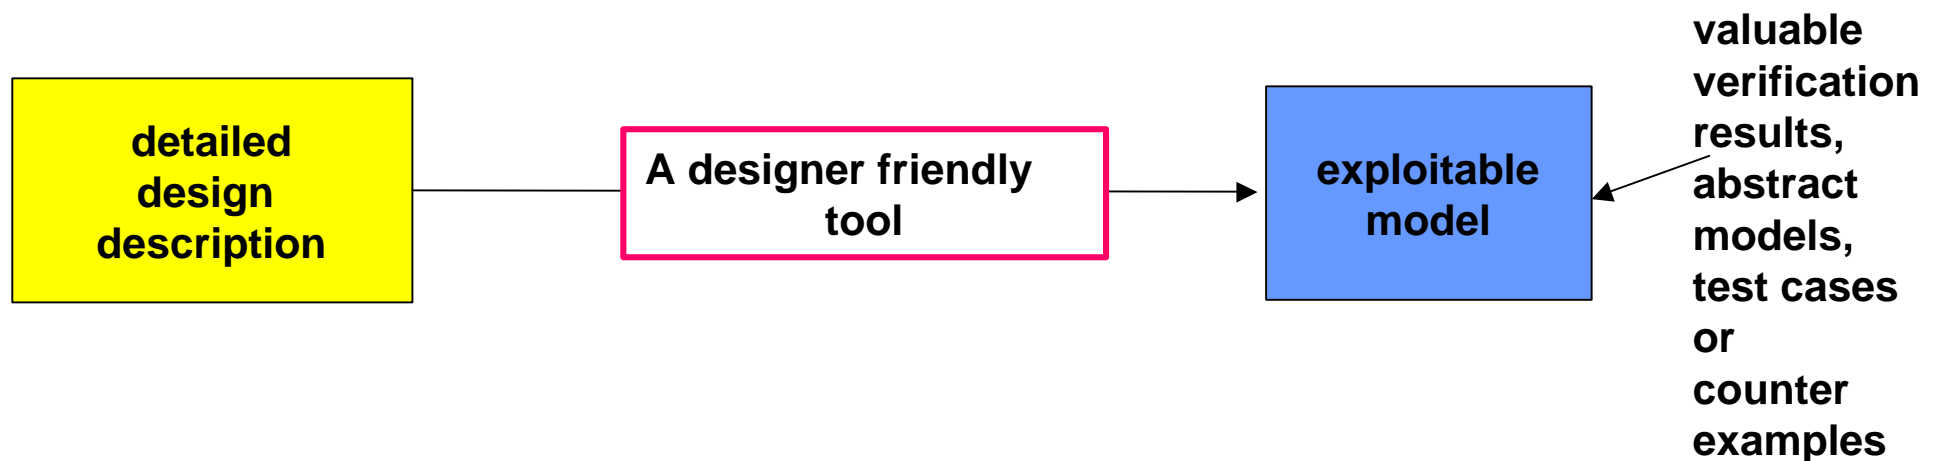 detailed
design
description
A designer friendly
tool
exploitable
model
valuable
verification
results,
abstract
models,
test cases
or
counter
examples